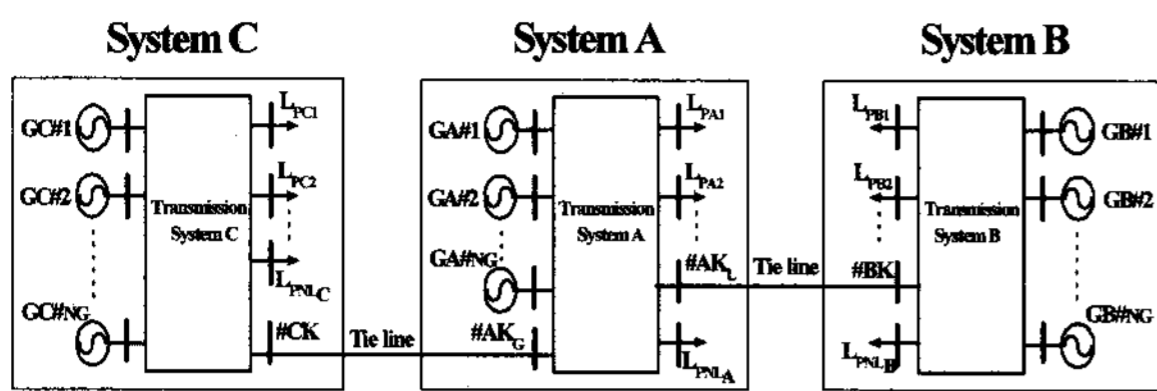 System C
System A
System B
GC#1
L_PC1
GC#2
L_PC2
Transmission
System C
L_PNL_C
GC#NG
#CK
Tie line
GA#1
L_PA1
GA#2
L_PA2
Transmission
System A
GA#NG
#AK_L
#AK_G
L_PNL_A
Tie line
L_PB1
GB#1
L_PB2
GB#2
Transmission
System B
#BK
GB#NG
L_PNL_B